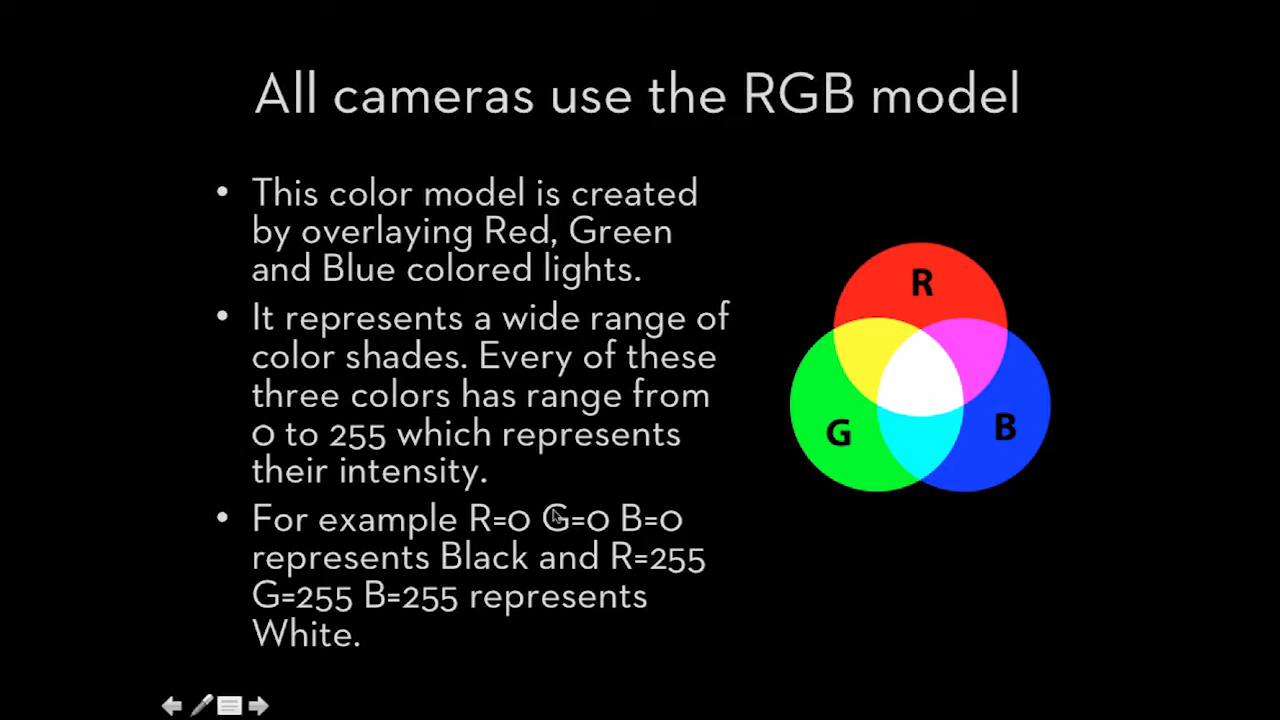 All cameras use the RGB model
• This color model is created
by overlaying Red, Green
and Blue colored lights.
• It represents a wide range of
color shades. Every of these
three colors has range from
0 to 255 which represents
their intensity.
• For example R=0 G=0 B=0
represents Black and R=255
G=255 B=255 represents
White.
R
G
B